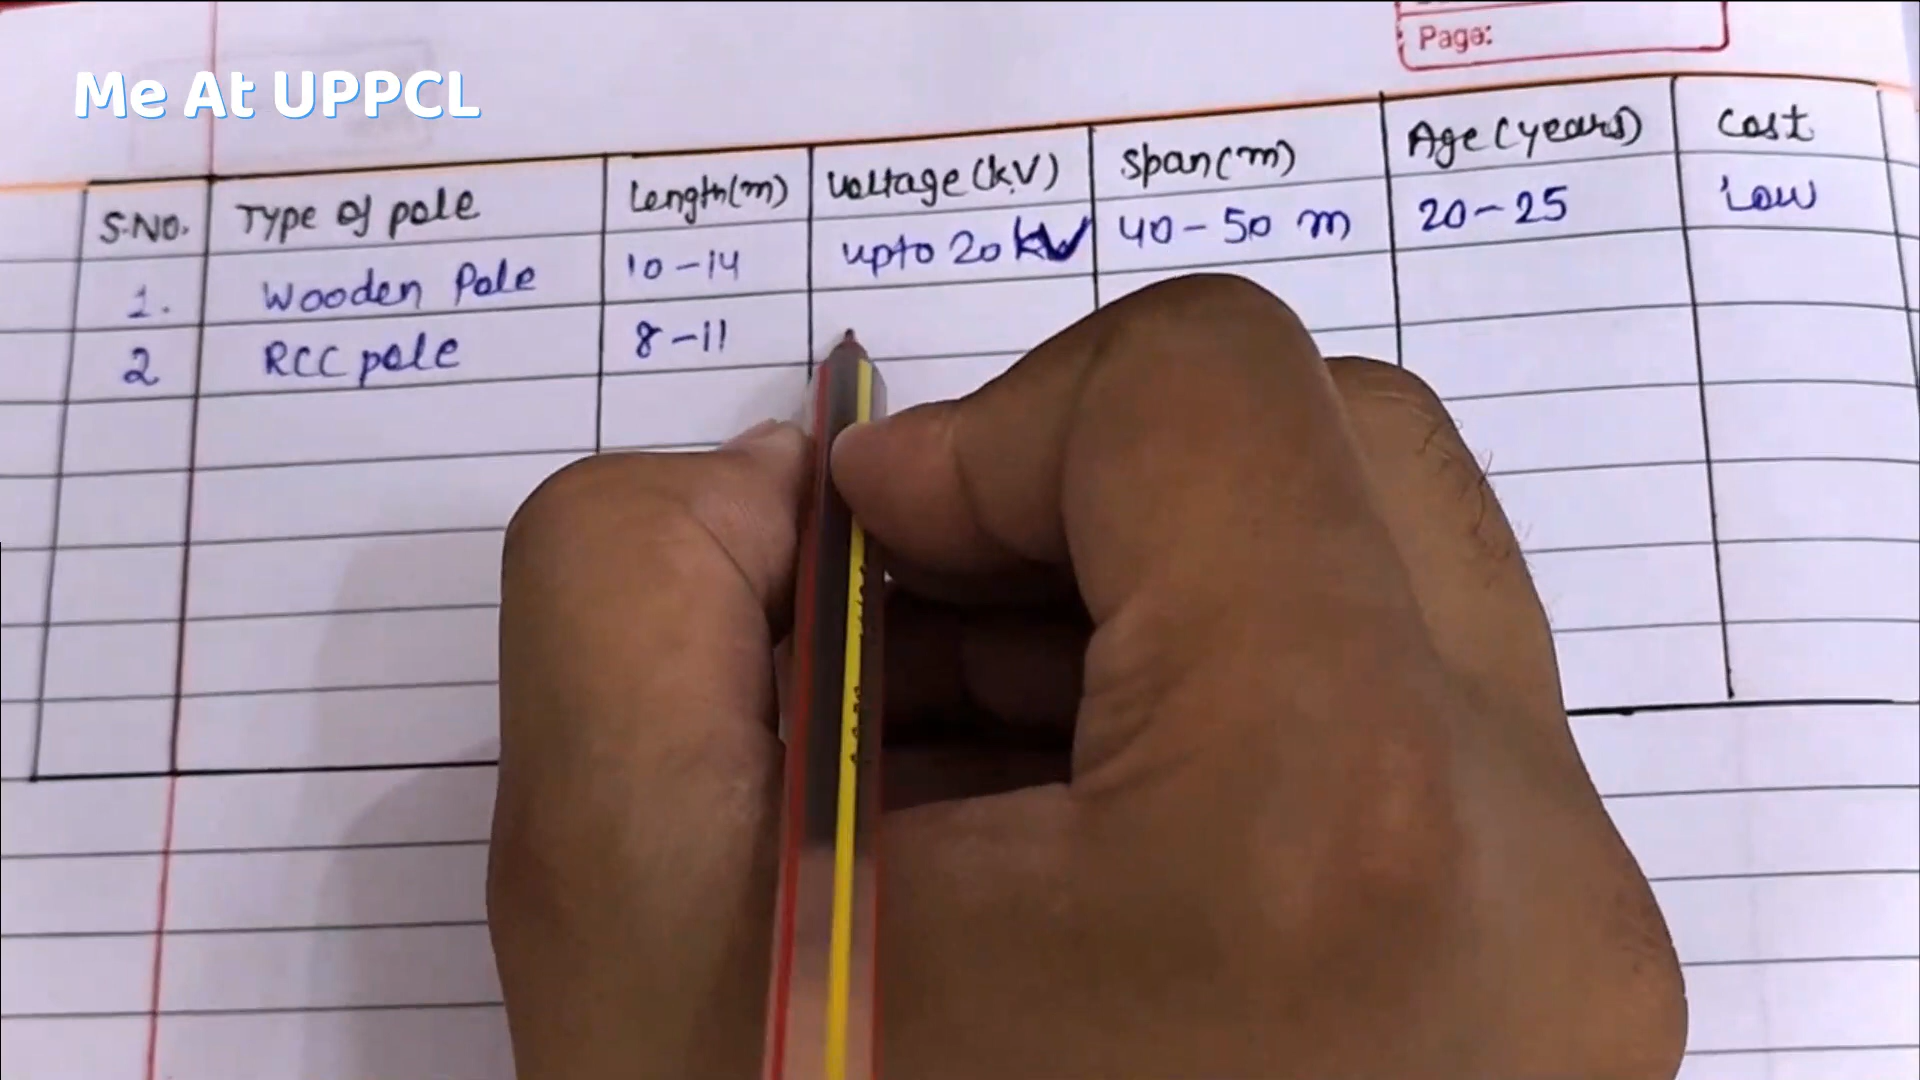 Page:
Me At UPPCL
S.No. Type of pole Length(m) Voltage(kV) Span(m) Age(years) Cost
1. Wooden Pole 10-14 upto 20 kV 40-50 m 20-25 Low
2 RCC pole 8-11